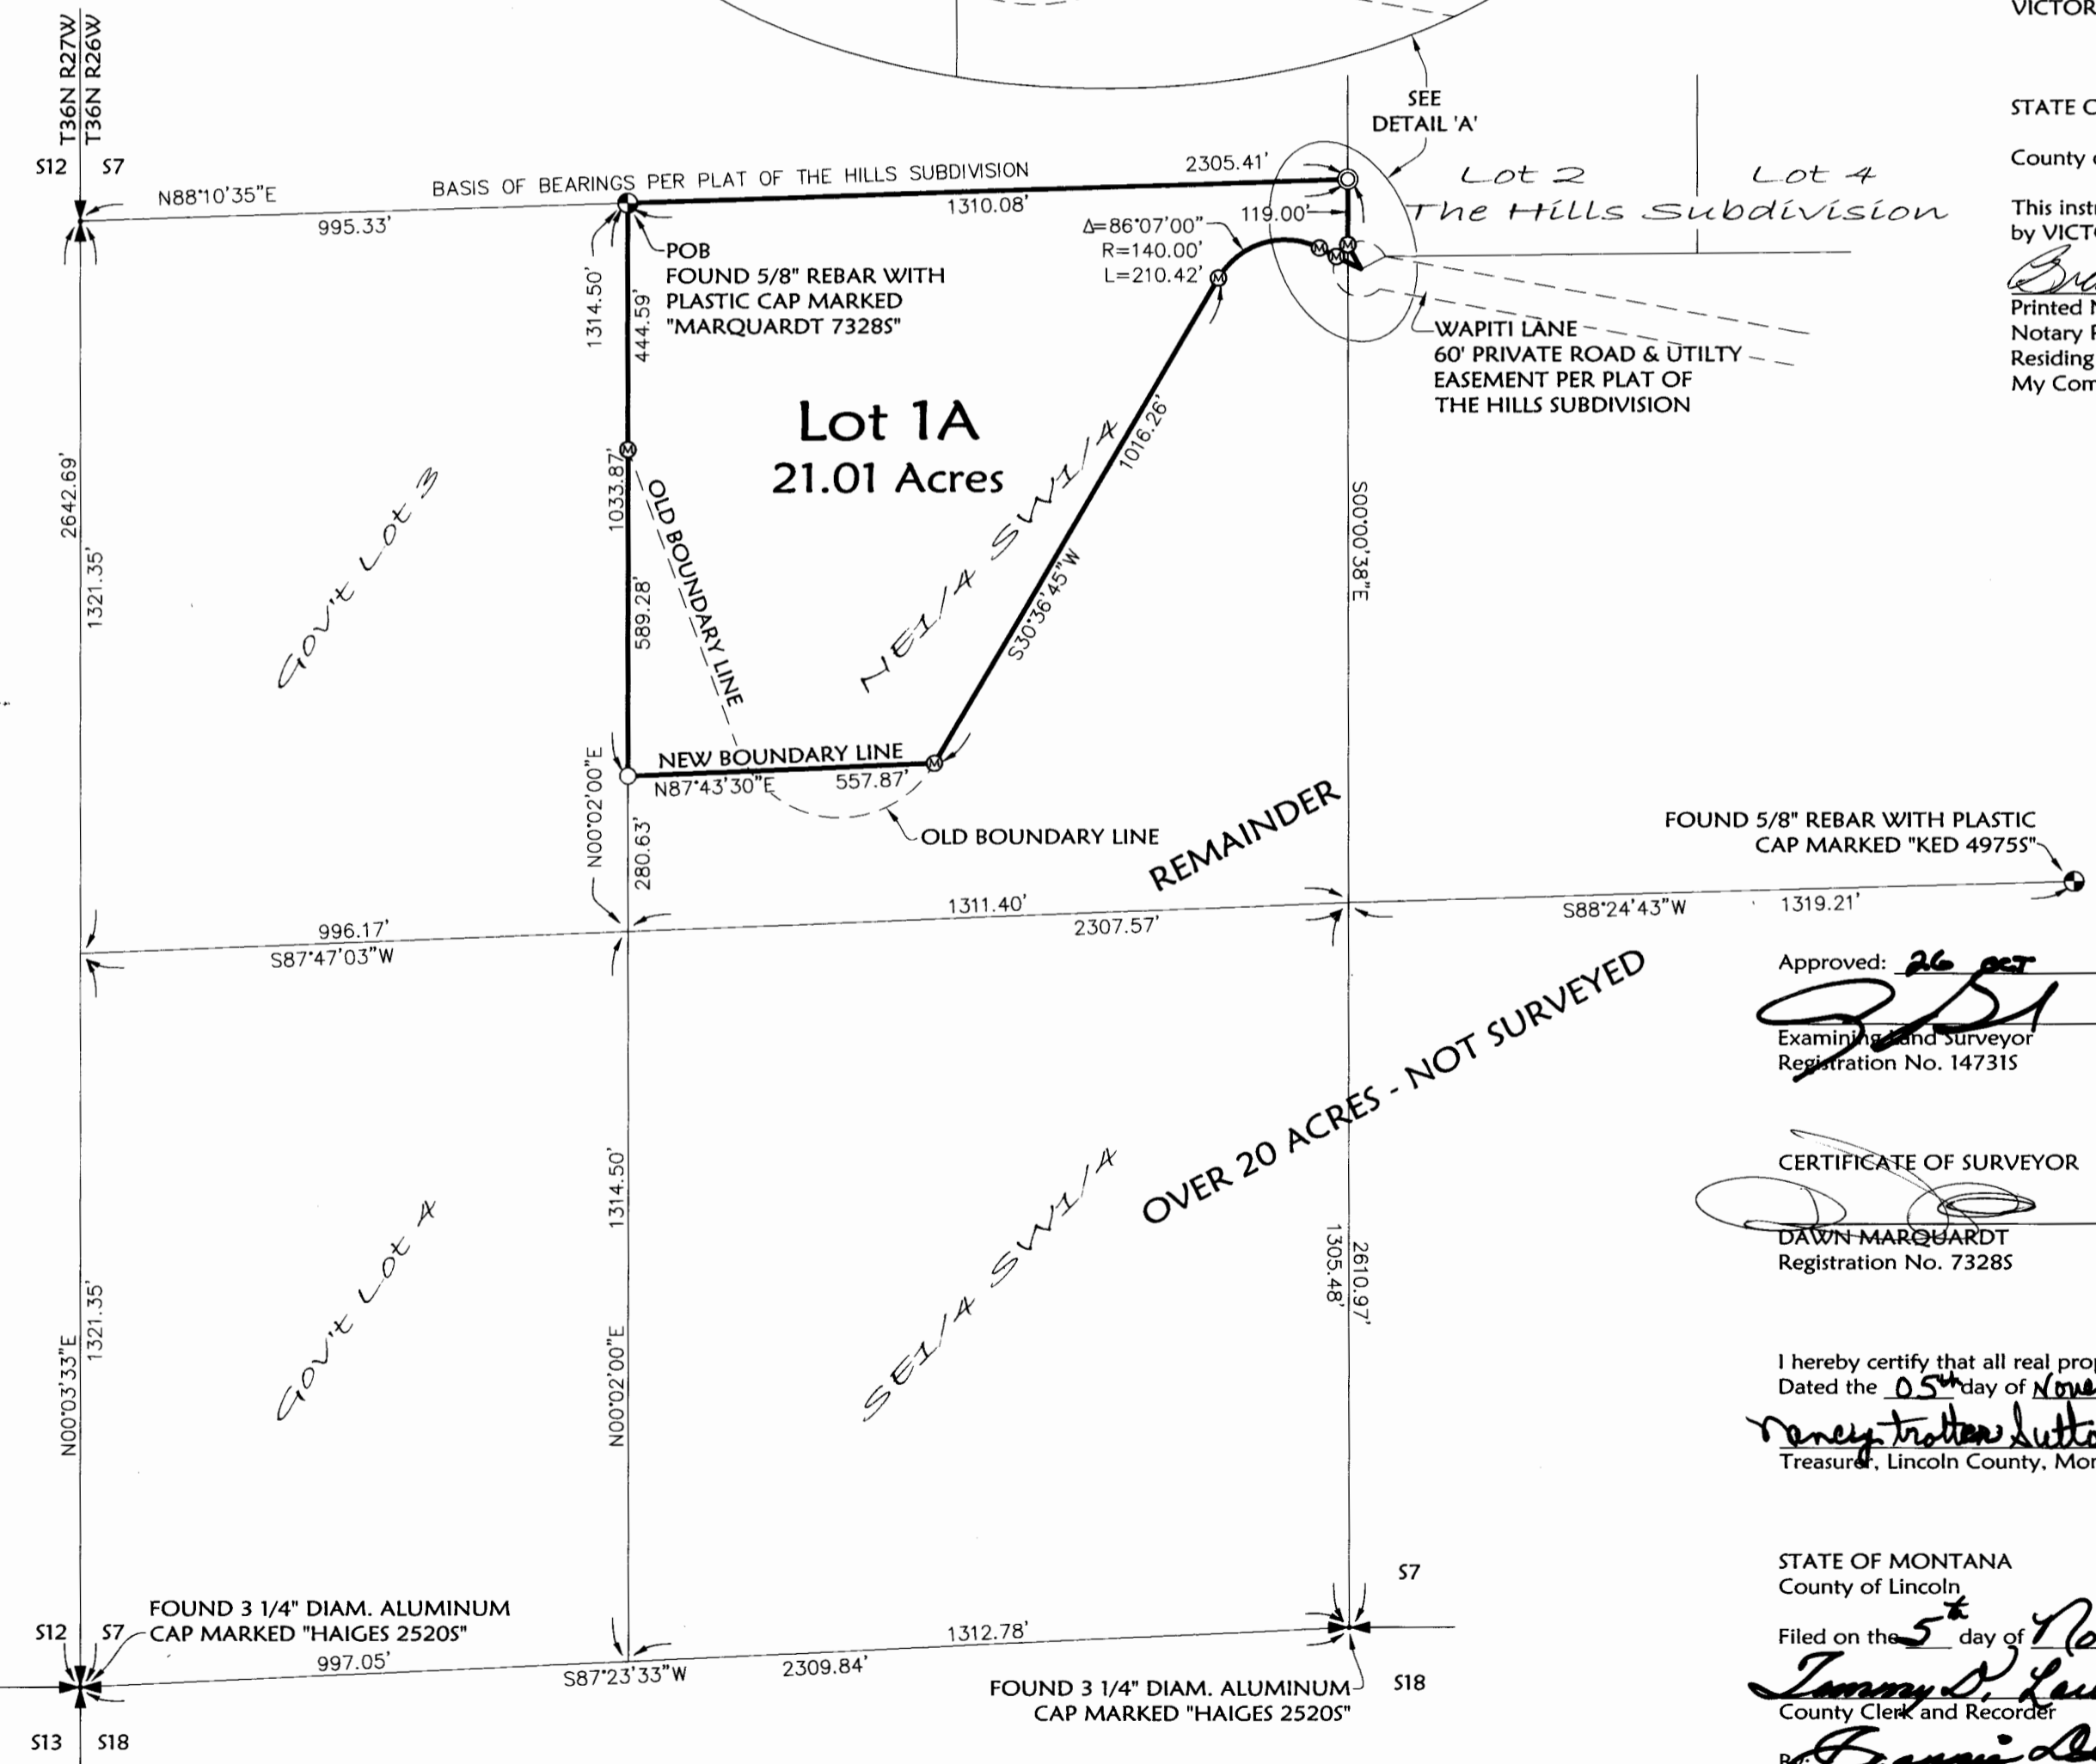 VICTOR
T36N R27W
T36N R26W
S12 S7
N88°10'35"E
995.33'
BASIS OF BEARINGS PER PLAT OF THE HILLS SUBDIVISION
2305.41'
1310.08'
SEE
DETAIL 'A'
Lot 2
Lot 4
The Hills Subdivision
119.00'
Δ=86°07'00"
R=140.00'
L=210.42'
POB
FOUND 5/8" REBAR WITH
PLASTIC CAP MARKED
"MARQUARDT 7328S"
WAPITI LANE
60' PRIVATE ROAD & UTILTY
EASEMENT PER PLAT OF
THE HILLS SUBDIVISION
STATE O
County
This inst
by VICT
Printed N
Notary P
Residing
My Com
1314.50'
444.59'
Lot 1A
21.01 Acres
1016.26'
S30°36'45"W
NE1/4 SW1/4
2642.69'
1321.35'
Gov't Lot 3
1033.87'
589.28'
OLD BOUNDARY LINE
S00°00'38"E
NEW BOUNDARY LINE
N87°43'30"E
557.87'
OLD BOUNDARY LINE
N00°02'00"E
280.63'
REMAINDER
FOUND 5/8" REBAR WITH PLASTIC
CAP MARKED "KED 4975S"
996.17'
S87°47'03"W
1311.40'
2307.57'
S88°24'43"W
1319.21'
OVER 20 ACRES - NOT SURVEYED
Approved: 26 OCT
Examining Land Surveyor
Registration No. 14731S
CERTIFICATE OF SURVEYOR
DAWN MARQUARDT
Registration No. 7328S
Gov't Lot 4
1314.50'
N00°02'00"E
SE1/4 SW1/4
2610.97'
1305.48'
1321.35'
N00°03'33"E
I hereby certify that all real prop
Dated the 05th day of Nove
Nancy Trotter Sutto
Treasurer, Lincoln County, Mon
STATE OF MONTANA
County of Lincoln
Filed on the 5th day of No
Tammy D. Lau
County Clerk and Recorder
S12 S7
FOUND 3 1/4" DIAM. ALUMINUM
CAP MARKED "HAIGES 2520S"
997.05'
S87°23'33"W
2309.84'
1312.78'
S7
FOUND 3 1/4" DIAM. ALUMINUM
CAP MARKED "HAIGES 2520S"
S18
S13 S18